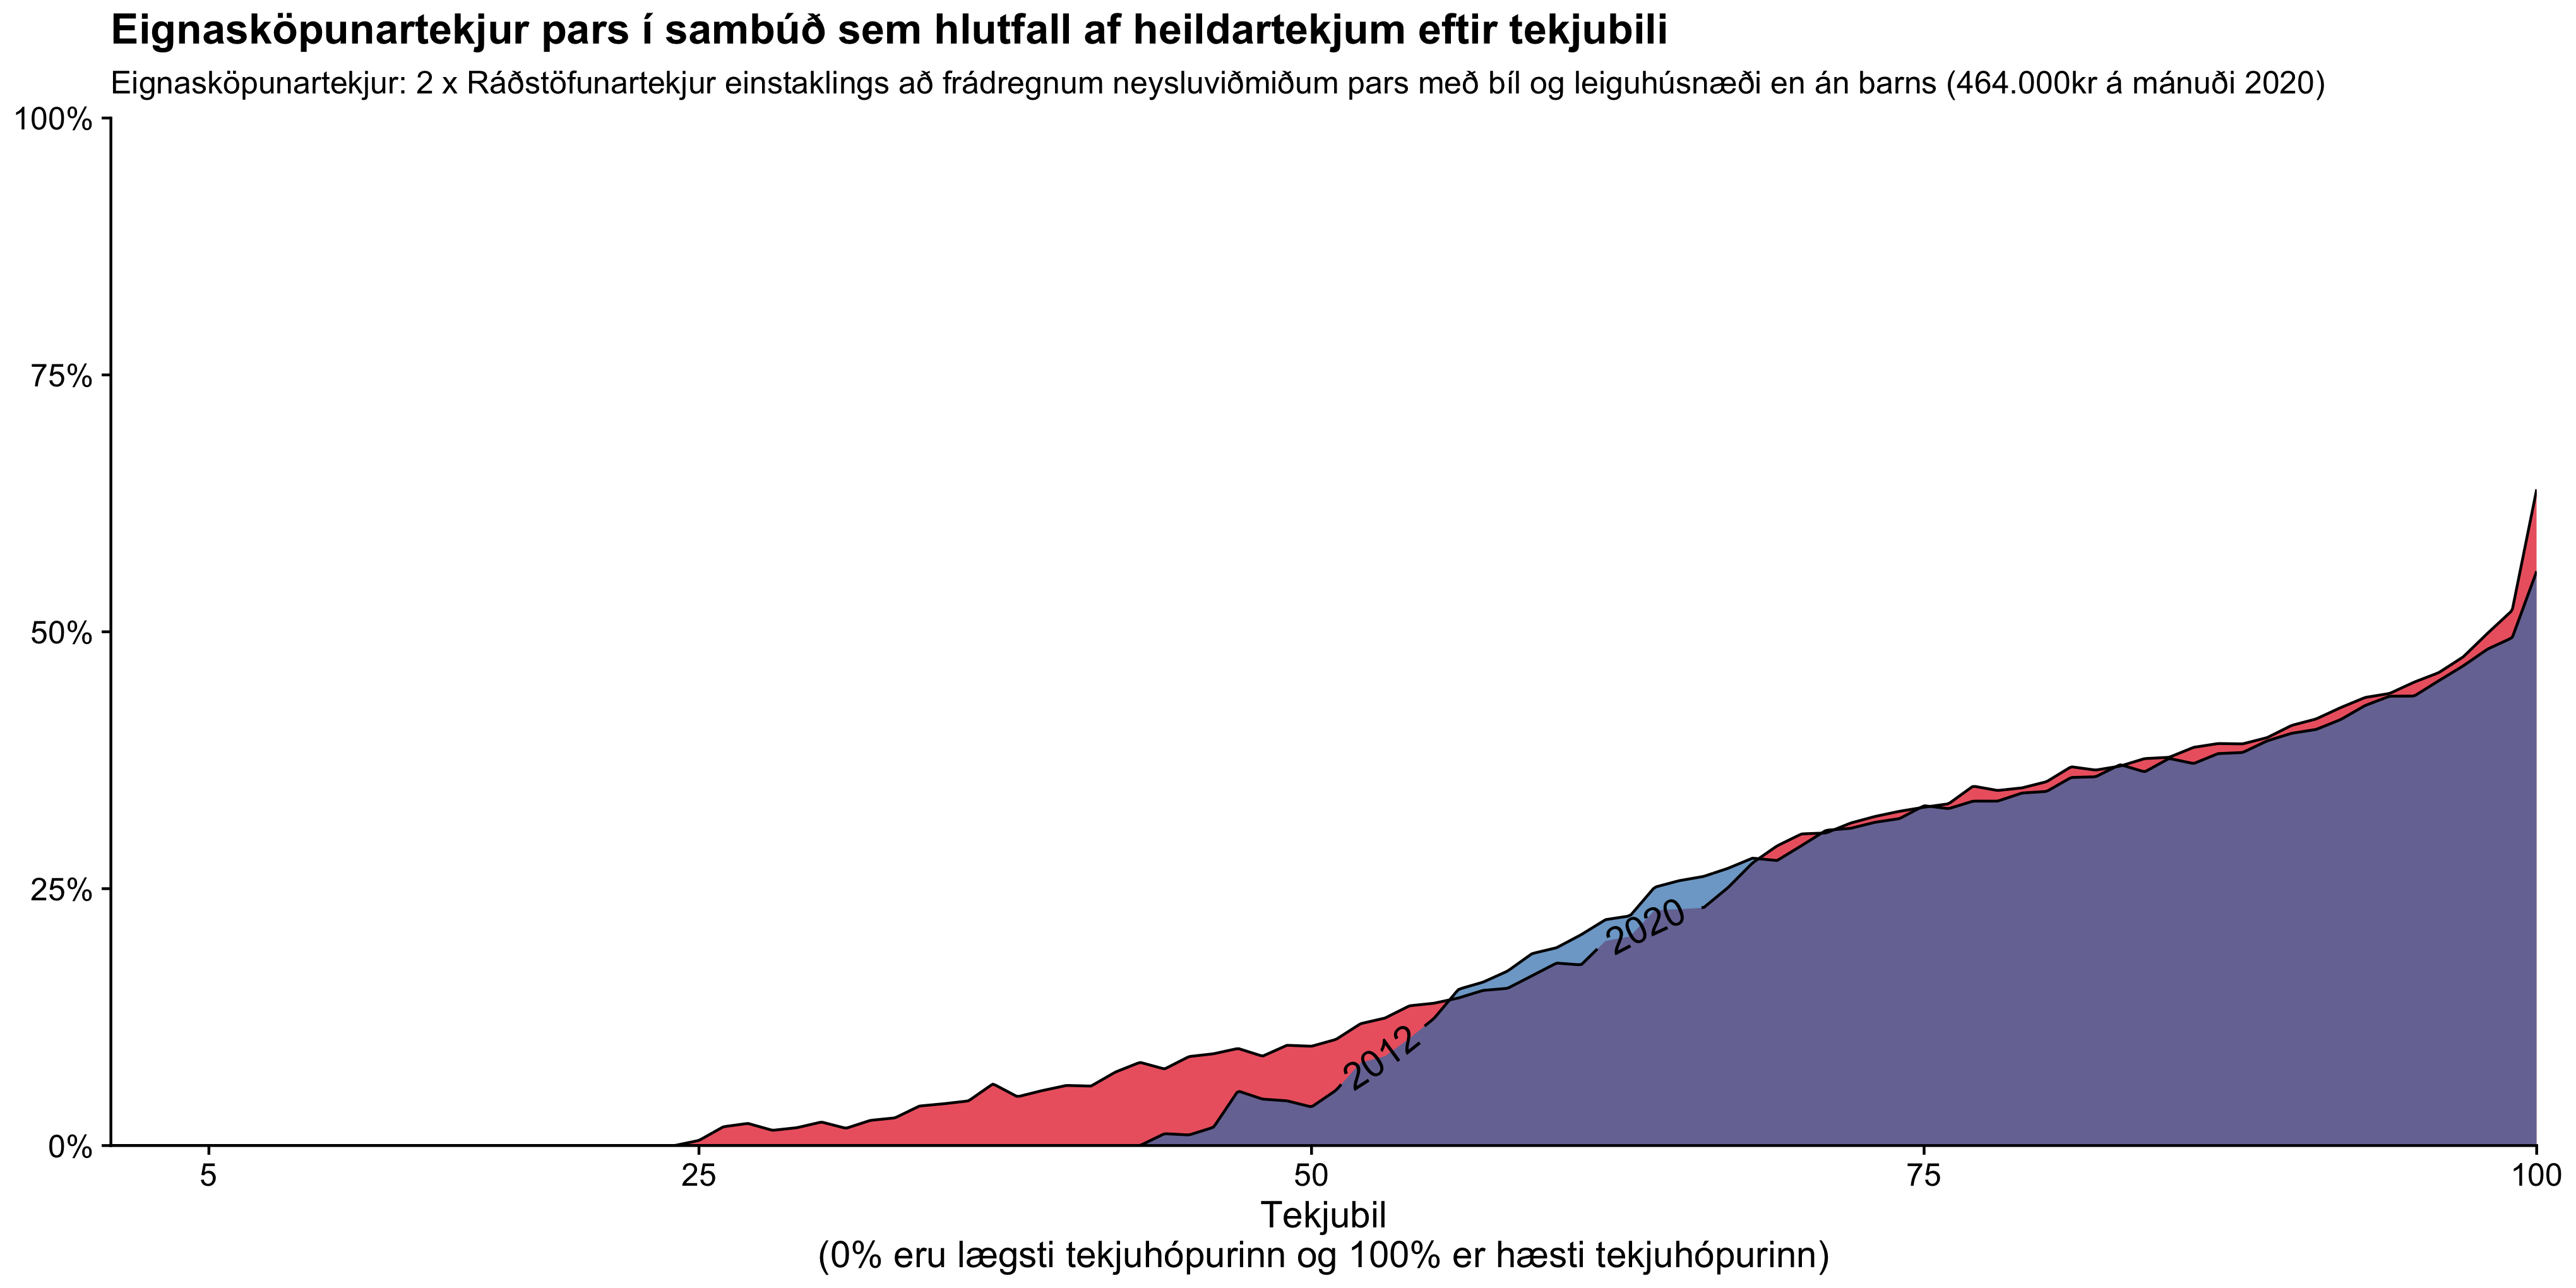 Eignasköpunartekjur pars í sambúð sem hlutfall af heildartekjum eftir tekjubili
Eignasköpunartekjur: 2 x Ráðstöfunartekjur einstaklings að frádregnum neysluviðmiðum pars með bíl og leiguhúsnæði en án barns (464.000kr á mánuði 2020)
100%
75%
50%
25%
0%
2020
2012
5 25 50 75 100
Tekjubil
(0% eru lægsti tekjuhópurinn og 100% er hæsti tekjuhópurinn)